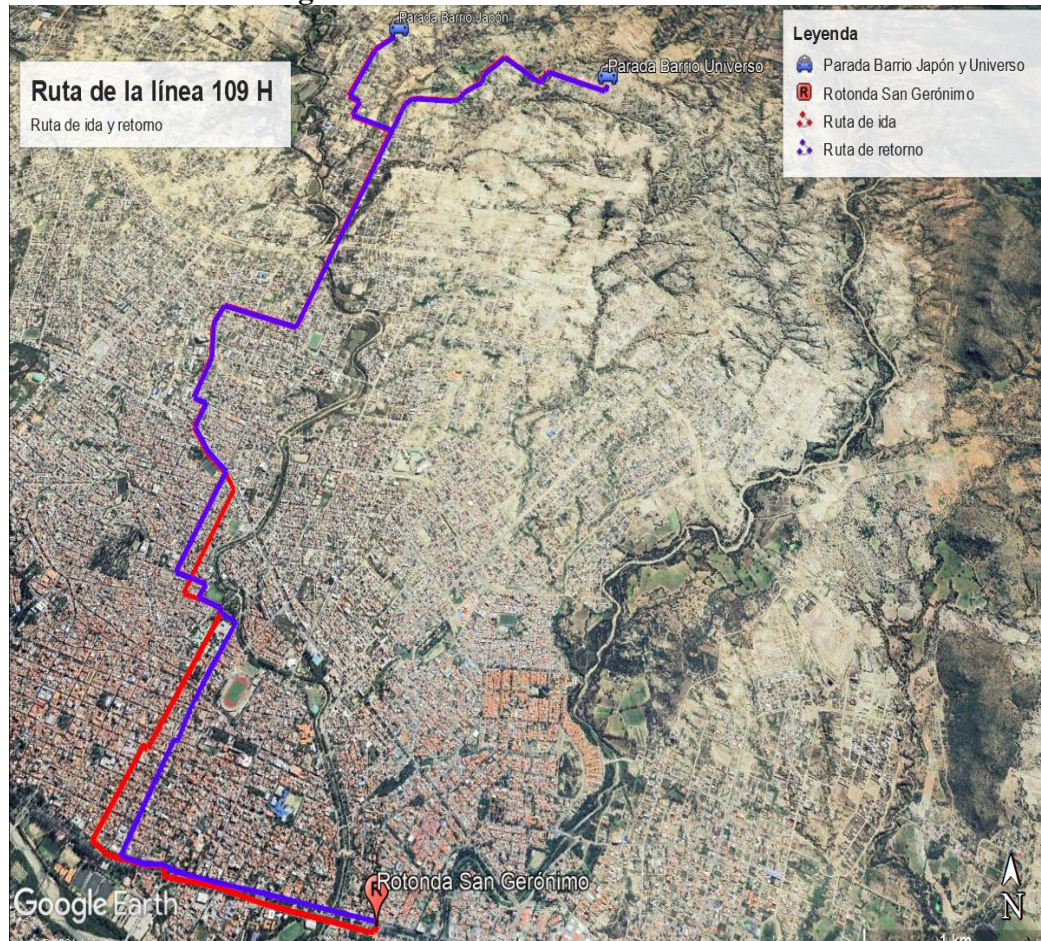 Parada Barrio Japón
Leyenda
Parada Barrio Japón y Universo
R Rotonda San Gerónimo
Ruta de ida
Ruta de retorno
Ruta de la línea 109 H
Ruta de ida y retorno
Parada Barrio Universo
R
Rotonda San Gerónimo
Google Earth
N
1 km